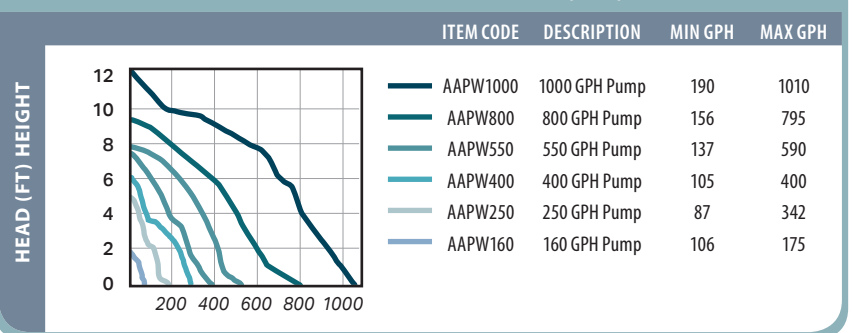 ITEM CODE DESCRIPTION MIN GPH MAX GPH
HEAD (FT) HEIGHT
12
10
8
6
4
2
0
200 400 600 800 1000
AAPW1000 1000 GPH Pump 190 1010
AAPW800 800 GPH Pump 156 795
AAPW550 550 GPH Pump 137 590
AAPW400 400 GPH Pump 105 400
AAPW250 250 GPH Pump 87 342
AAPW160 160 GPH Pump 106 175